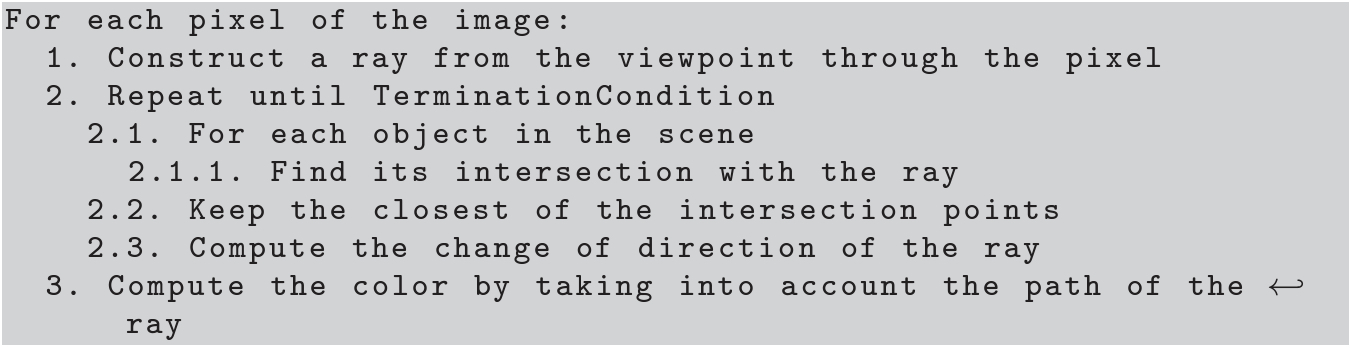 For each pixel of the image:
1. Construct a ray from the viewpoint through the pixel
2. Repeat until TerminationCondition
2.1. For each object in the scene
2.1.1. Find its intersection with the ray
2.2. Keep the closest of the intersection points
2.3. Compute the change of direction of the ray
3. Compute the color by taking into account the path of the ↩
ray